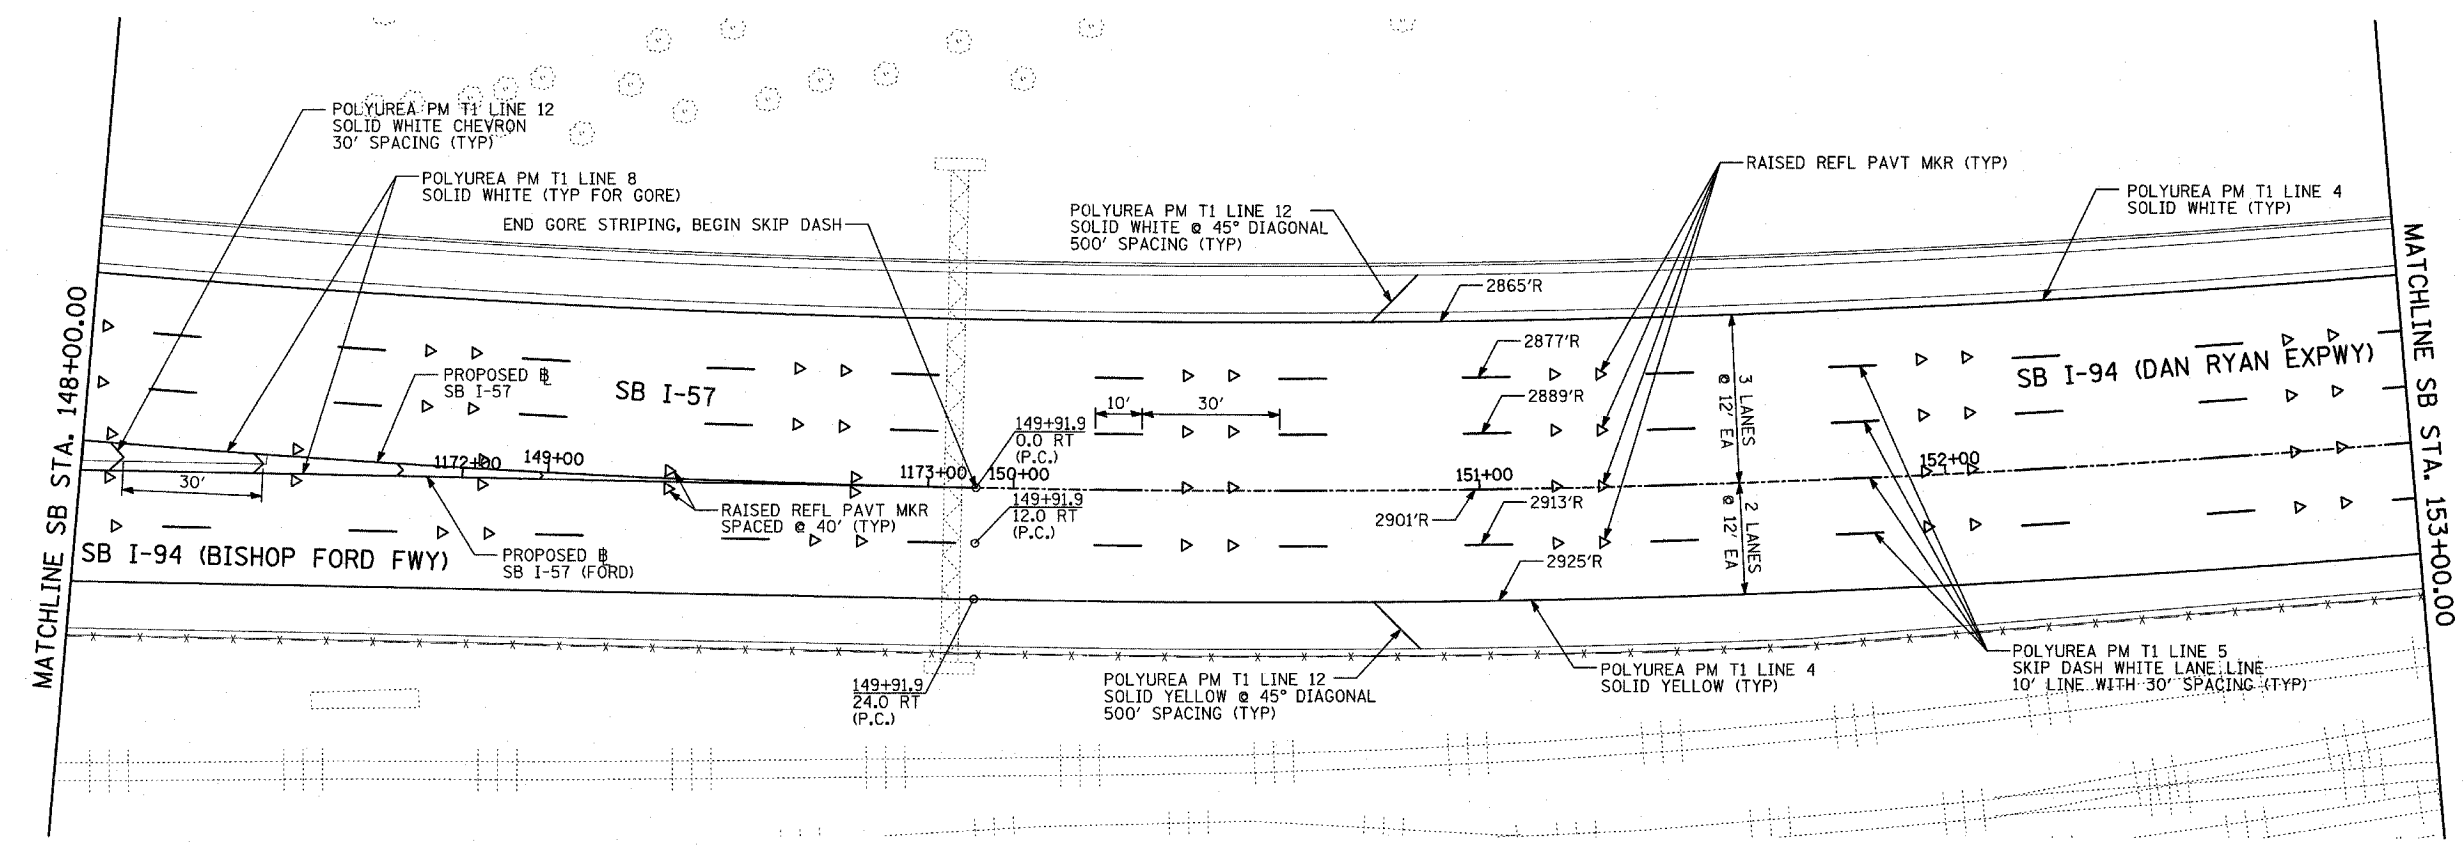 POLYUREA PM T1 LINE 12
SOLID WHITE CHEVRON
30' SPACING (TYP)
POLYUREA PM T1 LINE 8
SOLID WHITE (TYP FOR GORE)
END GORE STRIPING, BEGIN SKIP DASH
POLYUREA PM T1 LINE 12
SOLID WHITE @ 45° DIAGONAL
500' SPACING (TYP)
RAISED REFL PAVT MKR (TYP)
POLYUREA PM T1 LINE 4
SOLID WHITE (TYP)
MATCHLINE SB STA. 148+00.00
MATCHLINE SB STA. 153+00.00
2865'R
2877'R
2889'R
PROPOSED ℄
SB I-57
SB I-57
SB I-94 (DAN RYAN EXPWY)
3 LANES
@ 12' EA
10'
30'
149+91.9
0.0 RT
(P.C.)
1172+00
149+00
1173+00
150+00
151+00
152+00
30'
149+91.9
12.0 RT
(P.C.)
2901'R
2913'R
2 LANES
@ 12' EA
RAISED REFL PAVT MKR
SPACED @ 40' (TYP)
SB I-94 (BISHOP FORD FWY)
PROPOSED ℄
SB I-57 (FORD)
2925'R
149+91.9
24.0 RT
(P.C.)
POLYUREA PM T1 LINE 12
SOLID YELLOW @ 45° DIAGONAL
500' SPACING (TYP)
POLYUREA PM T1 LINE 4
SOLID YELLOW (TYP)
POLYUREA PM T1 LINE 5
SKIP DASH WHITE LANE LINE
10' LINE WITH 30' SPACING (TYP)